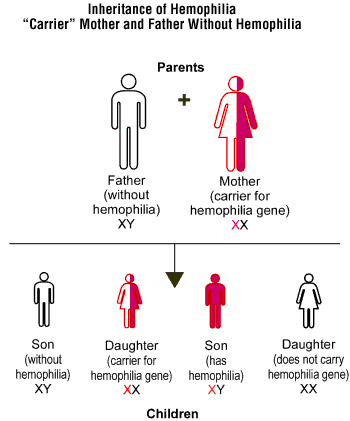 Inheritance of Hemophilia
“Carrier” Mother and Father Without Hemophilia
Parents
+
Father
(without
hemophilia)
XY
Mother
(carrier for
hemophilia gene)
XX
Son
(without
hemophilia)
XY
Daughter
(carrier for
hemophilia gene)
XX
Son
(has
hemophilia)
XY
Daughter
(does not carry
hemophilia gene)
XX
Children